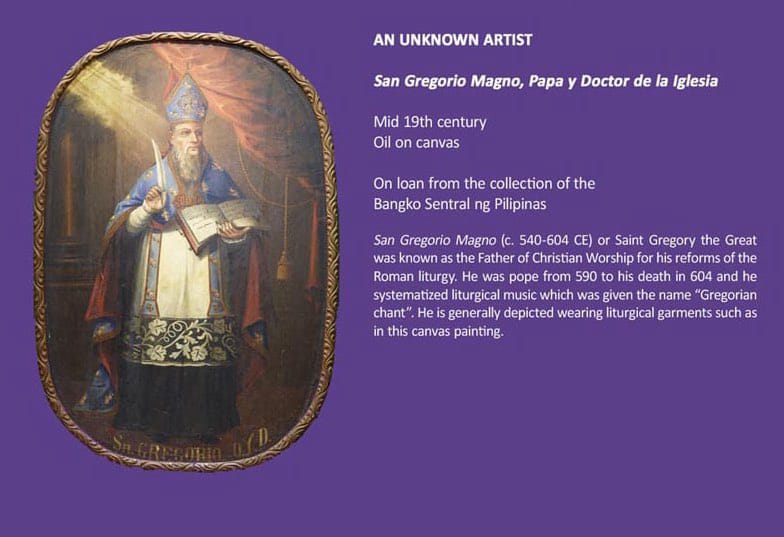 AN UNKNOWN ARTIST
San Gregorio Magno, Papa y Doctor de la Iglesia
Mid 19th century
Oil on canvas
On loan from the collection of the
Bangko Sentral ng Pilipinas
San Gregorio Magno (c. 540-604 CE) or Saint Gregory the Great
was known as the Father of Christian Worship for his reforms of the
Roman liturgy. He was pope from 590 to his death in 604 and he
systematized liturgical music which was given the name “Gregorian
chant”. He is generally depicted wearing liturgical garments such as
in this canvas painting.
Sn. GREGORIO D.